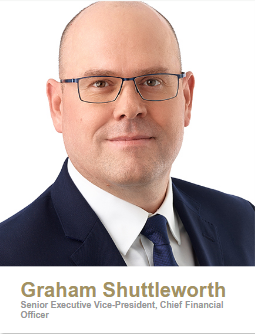 Graham Shuttleworth
Senior Executive Vice-President, Chief Financial
Officer